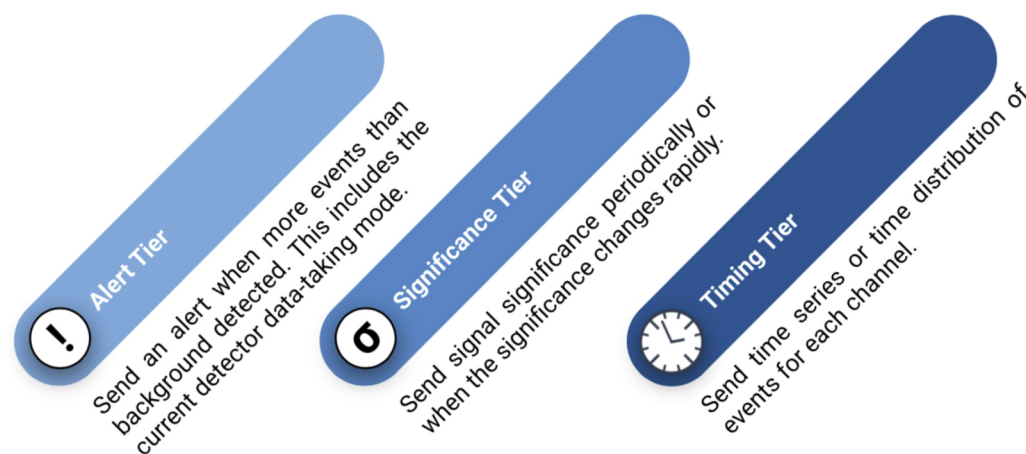 !
Alert Tier
Send an alert when more events than
background detected. This includes the
current detector data-taking mode.
σ
Significance Tier
Send signal significance periodically or
when the significance changes rapidly.
Timing Tier
Send time series or time distribution of
events for each channel.